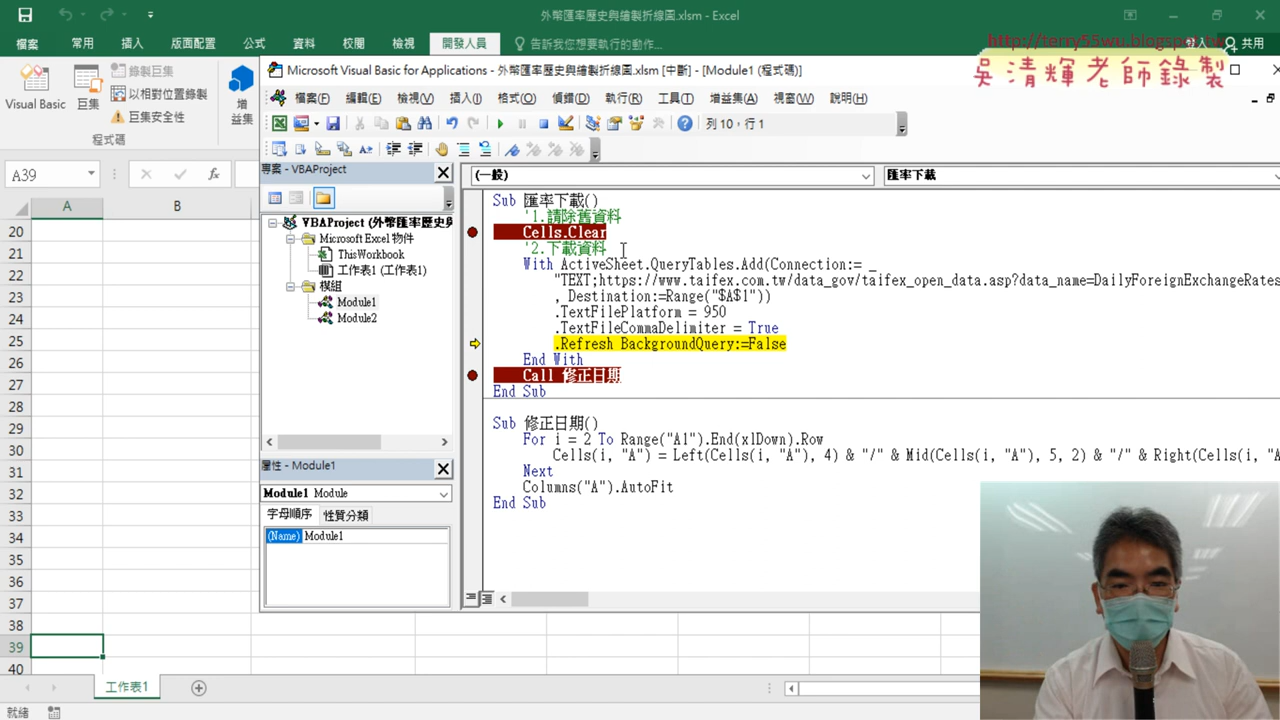 外幣匯率歷史與繪製折線圖.xlsm - Excel
檔案 常用 插入 版面配置 公式 資料 校閱 檢視 開發人員 告訴我您想要執行的動作... 登入 共用
http://terry55wu.blogspot.tw
吳清輝老師錄製
Visual Basic 巨集 錄製巨集 以相對位置錄製 巨集安全性 增益集
程式碼
Microsoft Visual Basic for Applications - 外幣匯率歷史與繪製折線圖.xlsm [中斷] - [Module1 (程式碼)]
檔案(F) 編輯(E) 檢視(V) 插入(I) 格式(O) 偵錯(D) 執行(R) 工具(T) 增益集(A) 視窗(W) 說明(H)
列 10，行 1
A39
專案 - VBAProject
(一般) 匯率下載
VBAProject (外幣匯率歷史與
Microsoft Excel 物件
ThisWorkbook
工作表1 (工作表1)
模組
Module1
Module2
屬性 - Module1
Module1 Module
字母順序 性質分類
(Name) Module1
Sub 匯率下載()
'1.請除舊資料
Cells.Clear
'2.下載資料
With ActiveSheet.QueryTables.Add(Connection:= _
"TEXT;https://www.taifex.com.tw/data_gov/taifex_open_data.asp?data_name=DailyForeignExchangeRates
, Destination:=Range("$A$1"))
.TextFilePlatform = 950
.TextFileCommaDelimiter = True
.Refresh BackgroundQuery:=False
End With
Call 修正日期
End Sub
Sub 修正日期()
For i = 2 To Range("A1").End(xlDown).Row
Cells(i, "A") = Left(Cells(i, "A"), 4) & "/" & Mid(Cells(i, "A"), 5, 2) & "/" & Right(Cells(i, "A
Next
Columns("A").AutoFit
End Sub
A B
20
21
22
23
24
25
26
27
28
29
30
31
32
33
34
35
36
37
38
39
40
工作表1
就緒